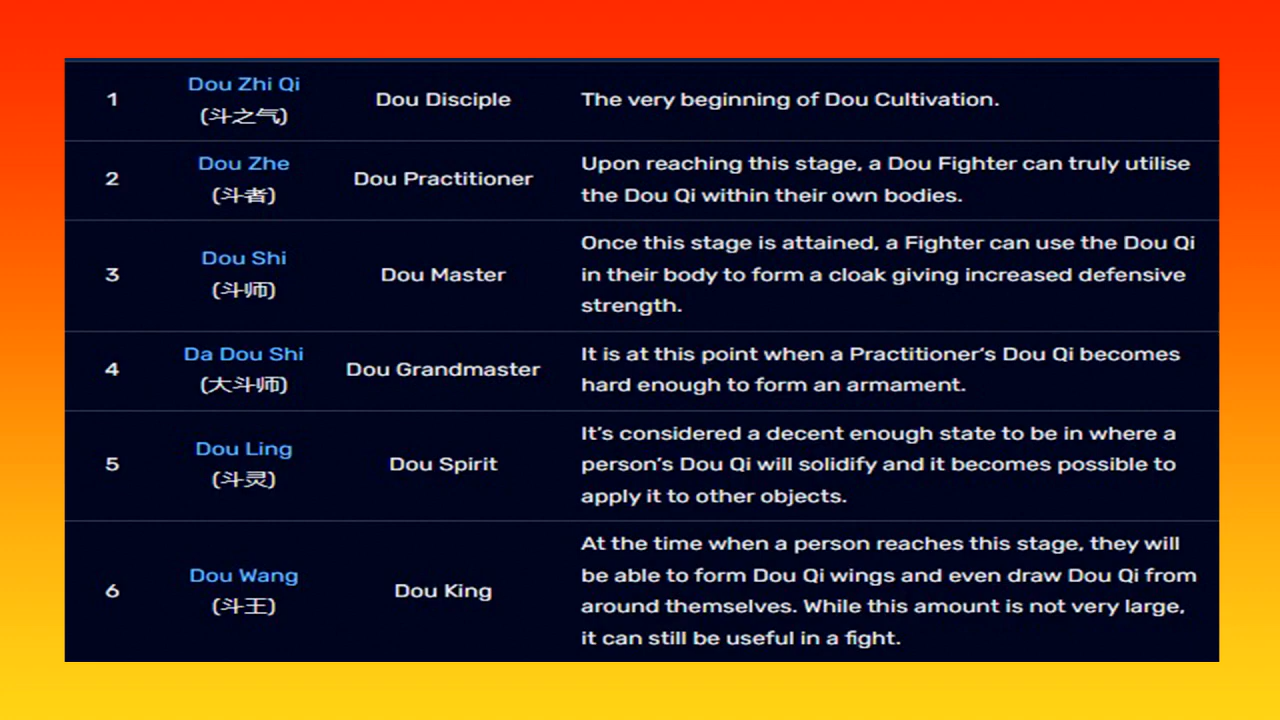 1
Dou Zhi Qi
(斗之气)
Dou Disciple
The very beginning of Dou Cultivation.
2
Dou Zhe
(斗者)
Dou Practitioner
Upon reaching this stage, a Dou Fighter can truly utilise
the Dou Qi within their own bodies.
3
Dou Shi
(斗师)
Dou Master
Once this stage is attained, a Fighter can use the Dou Qi
in their body to form a cloak giving increased defensive
strength.
4
Da Dou Shi
(大斗师)
Dou Grandmaster
It is at this point when a Practitioner's Dou Qi becomes
hard enough to form an armament.
5
Dou Ling
(斗灵)
Dou Spirit
It's considered a decent enough state to be in where a
person's Dou Qi will solidify and it becomes possible to
apply it to other objects.
6
Dou Wang
(斗王)
Dou King
At the time when a person reaches this stage, they will
be able to form Dou Qi wings and even draw Dou Qi from
around themselves. While this amount is not very large,
it can still be useful in a fight.